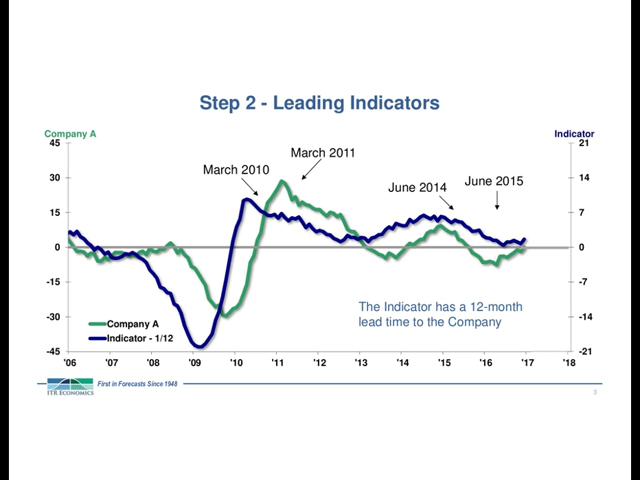 Step 2 - Leading Indicators
Company A
Indicator
45
30
15
0
-15
-30
-45
21
14
7
0
-7
-14
-21
March 2010
March 2011
June 2014
June 2015
The Indicator has a 12-month
lead time to the Company
Company A
Indicator - 1/12
'06 '07 '08 '09 '10 '11 '12 '13 '14 '15 '16 '17 '18
ITR ECONOMICS
First in Forecasts Since 1948
3